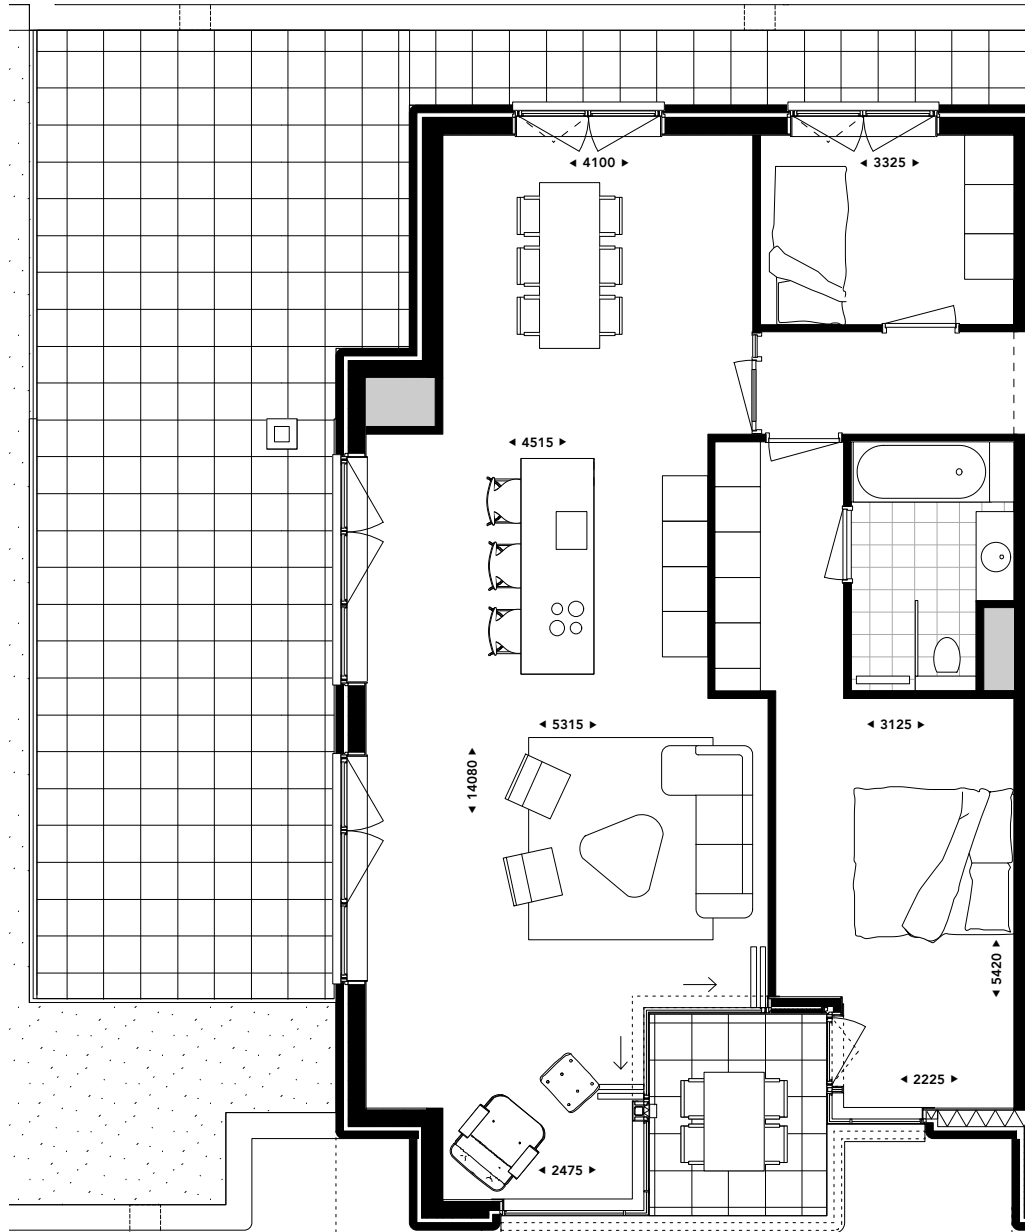 ◄ 4100 ►
◄ 3325 ►
◄ 4515 ►
◄ 5315 ►
◄ 3125 ►
◄ 14080 ►
◄ 5420 ►
◄ 2225 ►
◄ 2475 ►